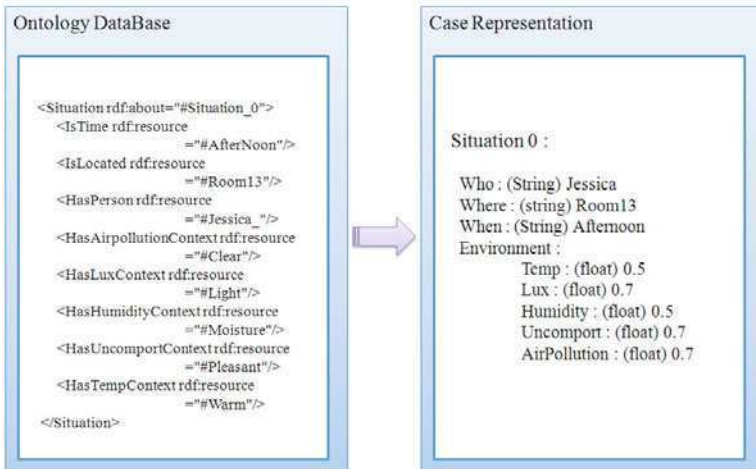 Ontology DataBase
<Situation rdf:about="#Situation_0">
<IsTime rdf:resource
="#AfterNoon"/>
<IsLocated rdf:resource
="#Room13"/>
<HasPerson rdf:resource
="#Jessica_"/>
<HasAirpollutionContext rdf:resource
="#Clear"/>
<HasLuxContext rdf:resource
="#Light"/>
<HasHumidityContext rdf:resource
="#Moisture"/>
<HasUncomportContext rdf:resource
="#Pleasant"/>
<HasTempContext rdf:resource
="#Warm"/>
</Situation>
Case Representation
Situation 0 :
Who : (String) Jessica
Where : (string) Room13
When : (String) Afternoon
Environment :
Temp : (float) 0.5
Lux : (float) 0.7
Humidity : (float) 0.5
Uncomport : (float) 0.7
AirPollution : (float) 0.7